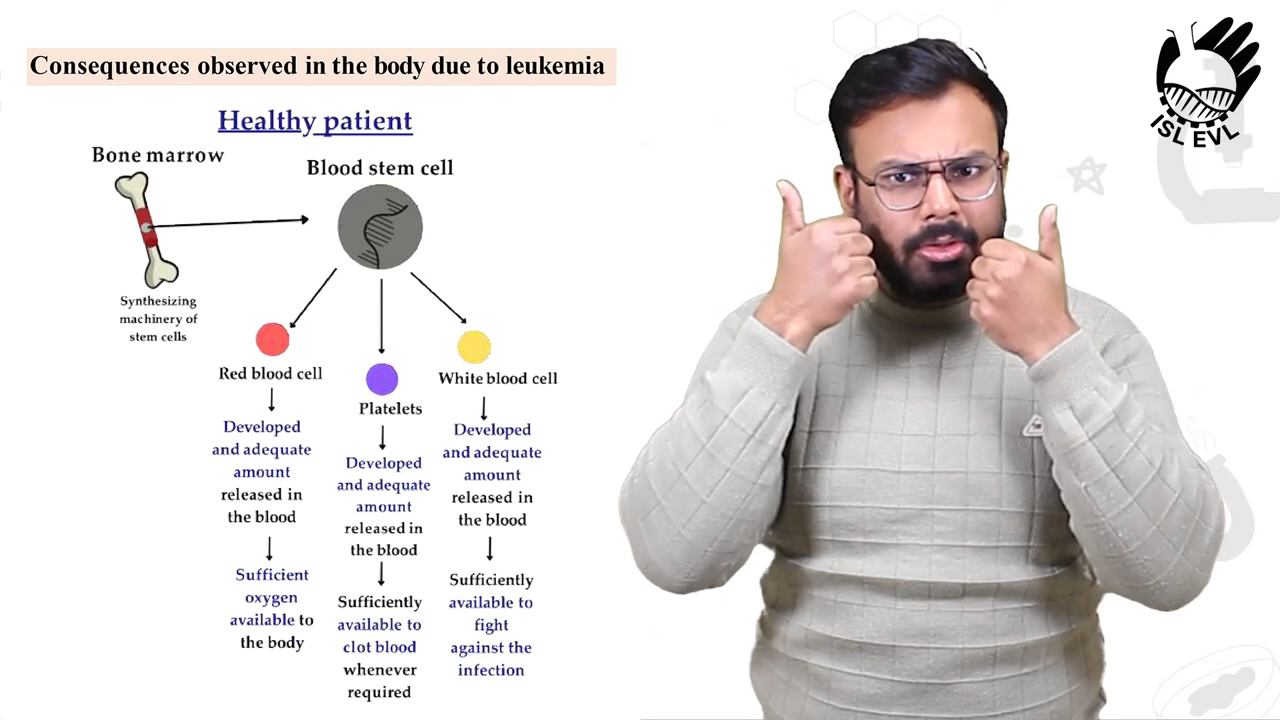 Consequences observed in the body due to leukemia
Healthy patient
Bone marrow
Blood stem cell
Synthesizing
machinery of
stem cells
Red blood cell
Developed
and adequate
amount
released in
the blood
Sufficient
oxygen
available to
the body
Platelets
Developed
and adequate
amount
released in
the blood
Sufficiently
available to
clot blood
whenever
required
White blood cell
Developed
and adequate
amount
released in
the blood
Sufficiently
available to
fight
against the
infection
ISL EVL